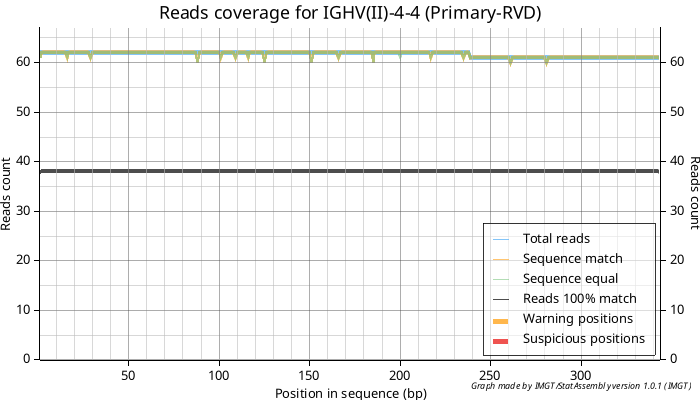 Reads coverage for IGHV(II)-4-4 (Primary-RVD)
60 60
50 50
40 40
30 30
20 20
10 10
0 0
Reads count
Reads count
Total reads
Sequence match
Sequence equal
Reads 100% match
Warning positions
Suspicious positions
50 100 150 200 250 300
Position in sequence (bp)
Graph made by IMGT/StatAssembly version 1.0.1 (IMGT)